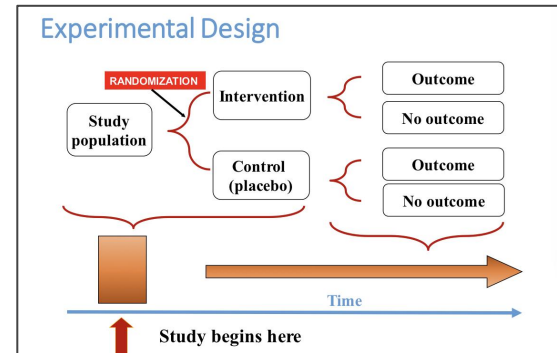 Experimental Design
RANDOMIZATION
Study
population
Intervention
Control
(placebo)
Outcome
No outcome
Outcome
No outcome
Time
Study begins here